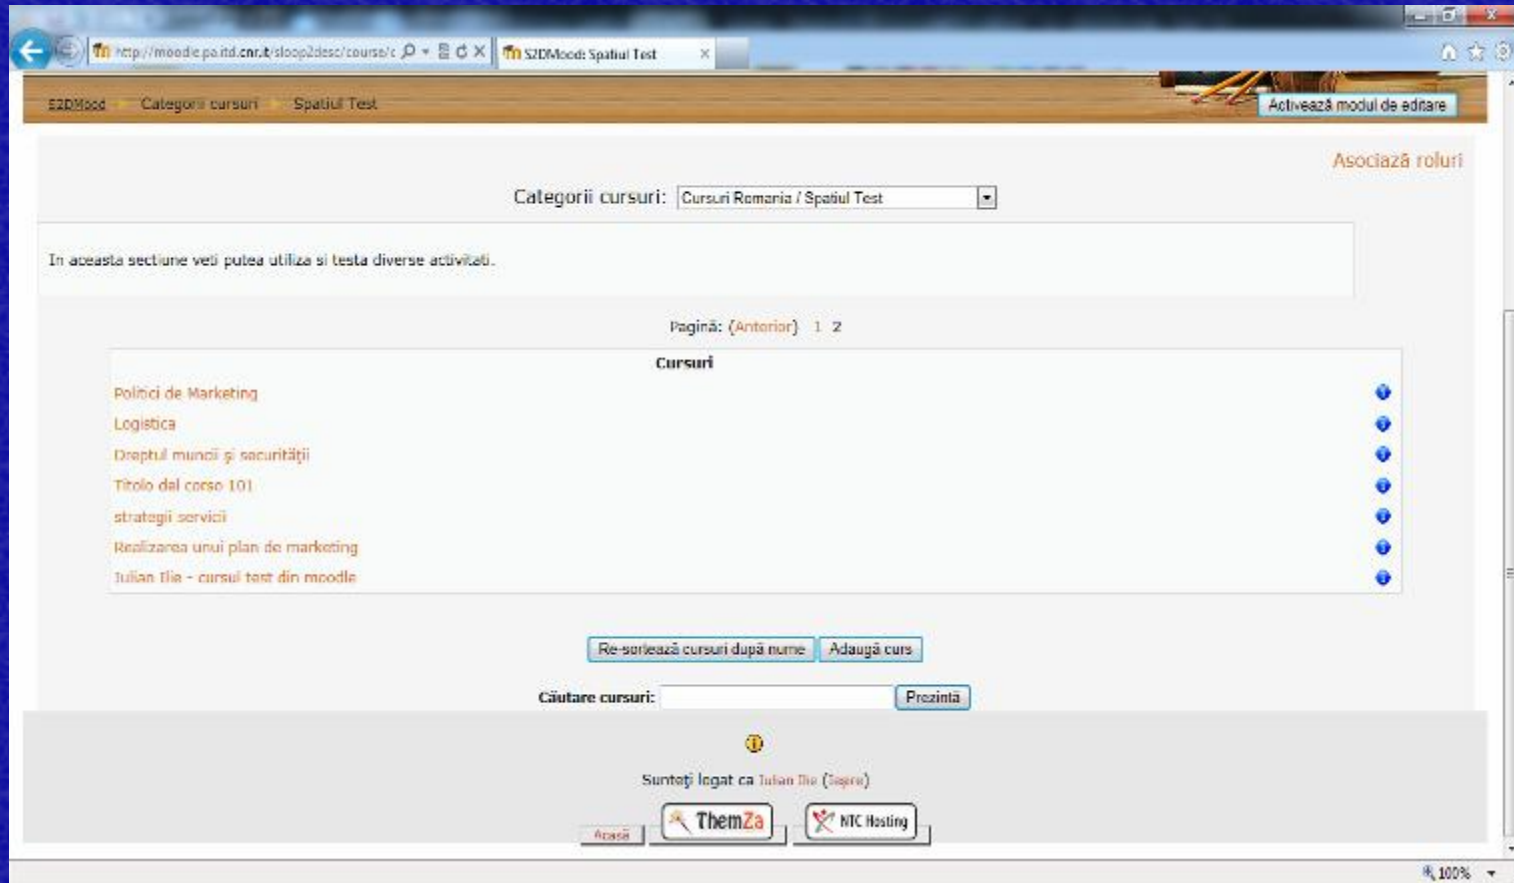 http://moodle.pa.itd.cnr.it/sloop2desc/course/c
S2DMood: Spatiul Test
S2DMood Categorii cursuri Spatiul Test
Activează modul de editare
Asociază roluri
Categorii cursuri: Cursuri Romania / Spatiul Test
In aceasta sectiune veti putea utiliza si testa diverse activitati.
Pagină: (Anterior) 1 2
Cursuri
Politici de Marketing
Logistica
Dreptul muncii şi securităţii
Titolo del corso 101
strategii servicii
Realizarea unui plan de marketing
Iulian Ilie - cursul test din moodle
Re-sortează cursuri după nume Adaugă curs
Căutare cursuri: Prezintă
Sunteţi logat ca Iulian Ilie (Ieşire)
Acasă ThemZa NTC Hosting
100%